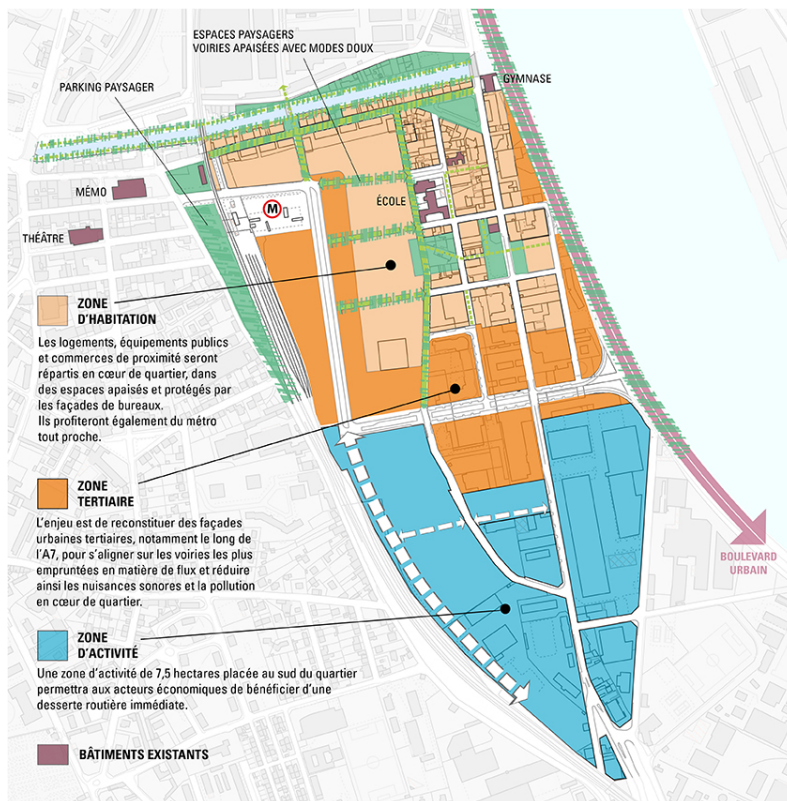 ESPACES PAYSAGERS
VOIRIES APAISÉES AVEC MODES DOUX
PARKING PAYSAGER
GYMNASE
MÉMO
M
ÉCOLE
THÉÂTRE
ZONE
D'HABITATION
Les logements, équipements publics
et commerces de proximité seront
répartis en cœur de quartier, dans
des espaces apaisés et protégés par
les façades de bureaux.
Ils profiteront également du métro
tout proche.
ZONE
TERTIAIRE
L'enjeu est de reconstituer des façades
urbaines tertiaires, notamment le long de
l'A7, pour s'aligner sur les voiries les plus
empruntées en matière de flux et réduire
ainsi les nuisances sonores et la pollution
en cœur de quartier.
BOULEVARD
URBAIN
ZONE
D'ACTIVITÉ
Une zone d'activité de 7,5 hectares placée au sud du quartier
permettra aux acteurs économiques de bénéficier d'une
desserte routière immédiate.
BÂTIMENTS EXISTANTS